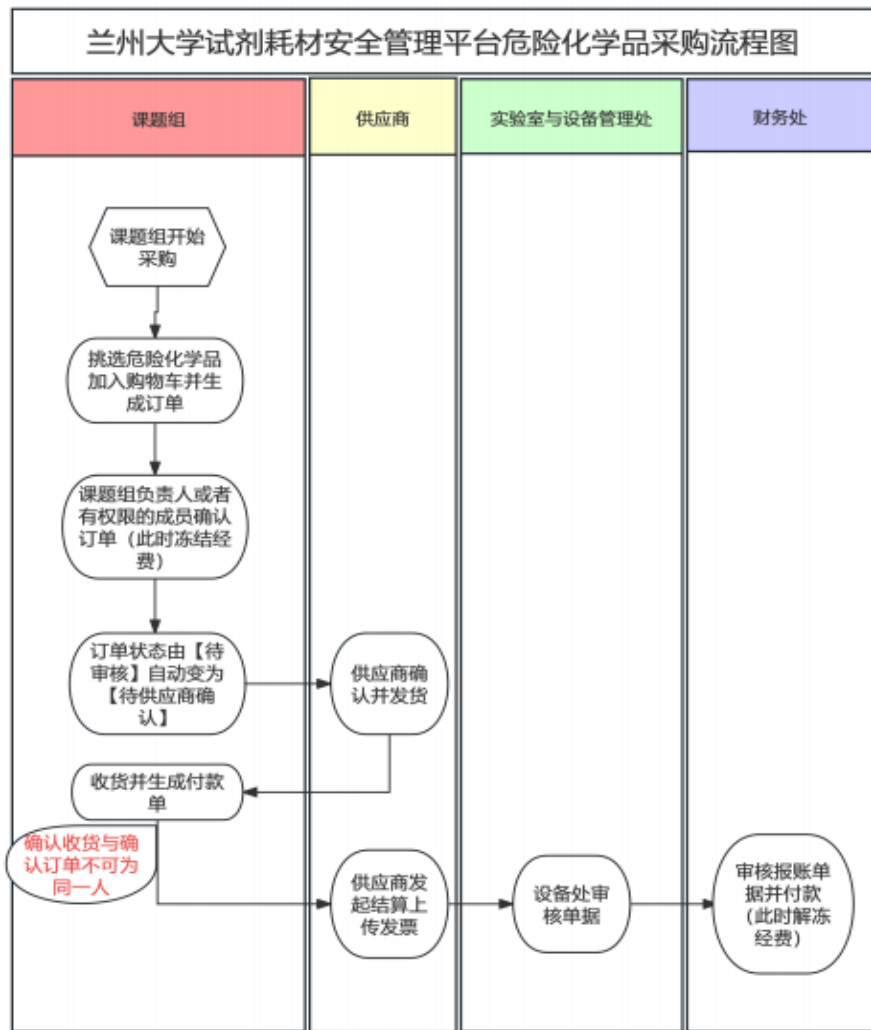 兰州大学试剂耗材安全管理平台危险化学品采购流程图
课题组
供应商
实验室与设备管理处
财务处
课题组开始
采购
挑选危险化学品
加入购物车并生
成订单
课题组负责人或者
有权限的成员确认
订单（此时冻结经
费）
订单状态由【待
审核】自动变为
【待供应商确
认】
供应商确
认并发货
收货并生成付款
单
确认收货与确
认订单不可为
同一人
供应商发
起结算上
传发票
设备处审
核单据
审核报账单
据并付款
（此时解冻
经费）